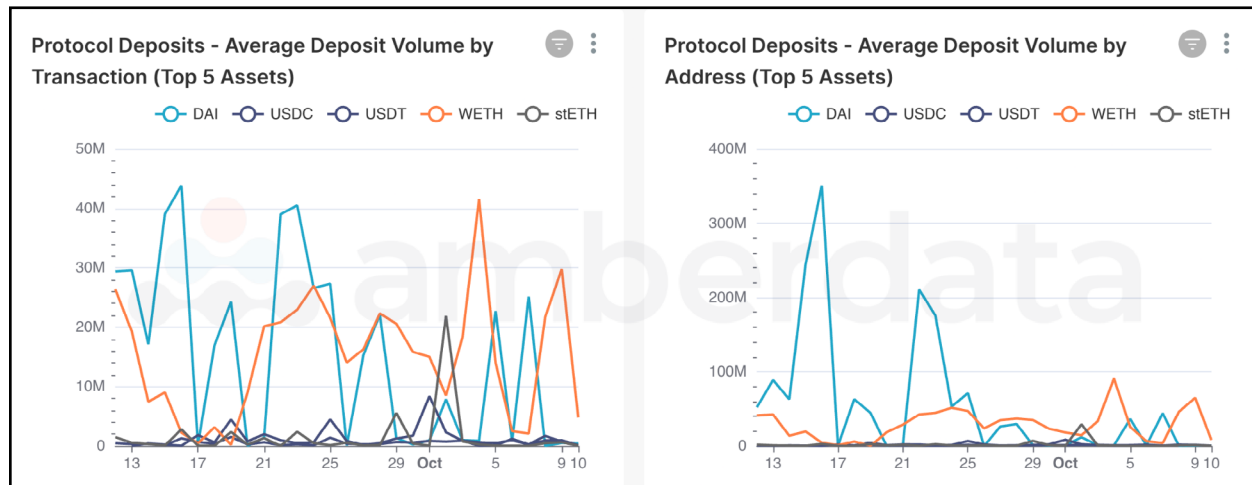 Protocol Deposits - Average Deposit Volume by
Transaction (Top 5 Assets)
DAI USDC USDT WETH stETH
50M
40M
30M
20M
10M
0
13 17 21 25 29 Oct 5 9 10
Protocol Deposits - Average Deposit Volume by
Address (Top 5 Assets)
DAI USDC USDT WETH stETH
400M
300M
200M
100M
0
13 17 21 25 29 Oct 5 9 10
amberdata